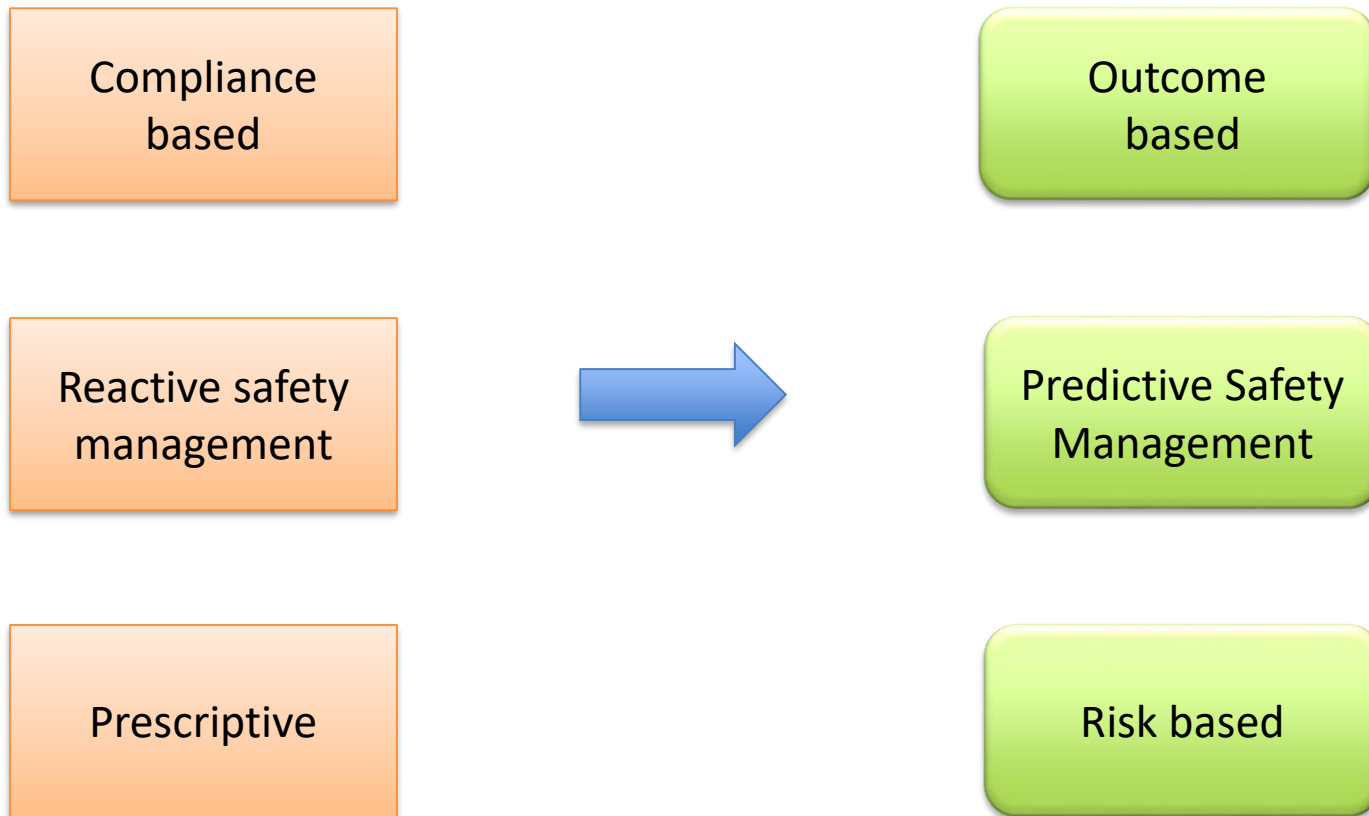 Compliance
based
Outcome
based
Reactive safety
management
Predictive Safety
Management
Prescriptive
Risk based